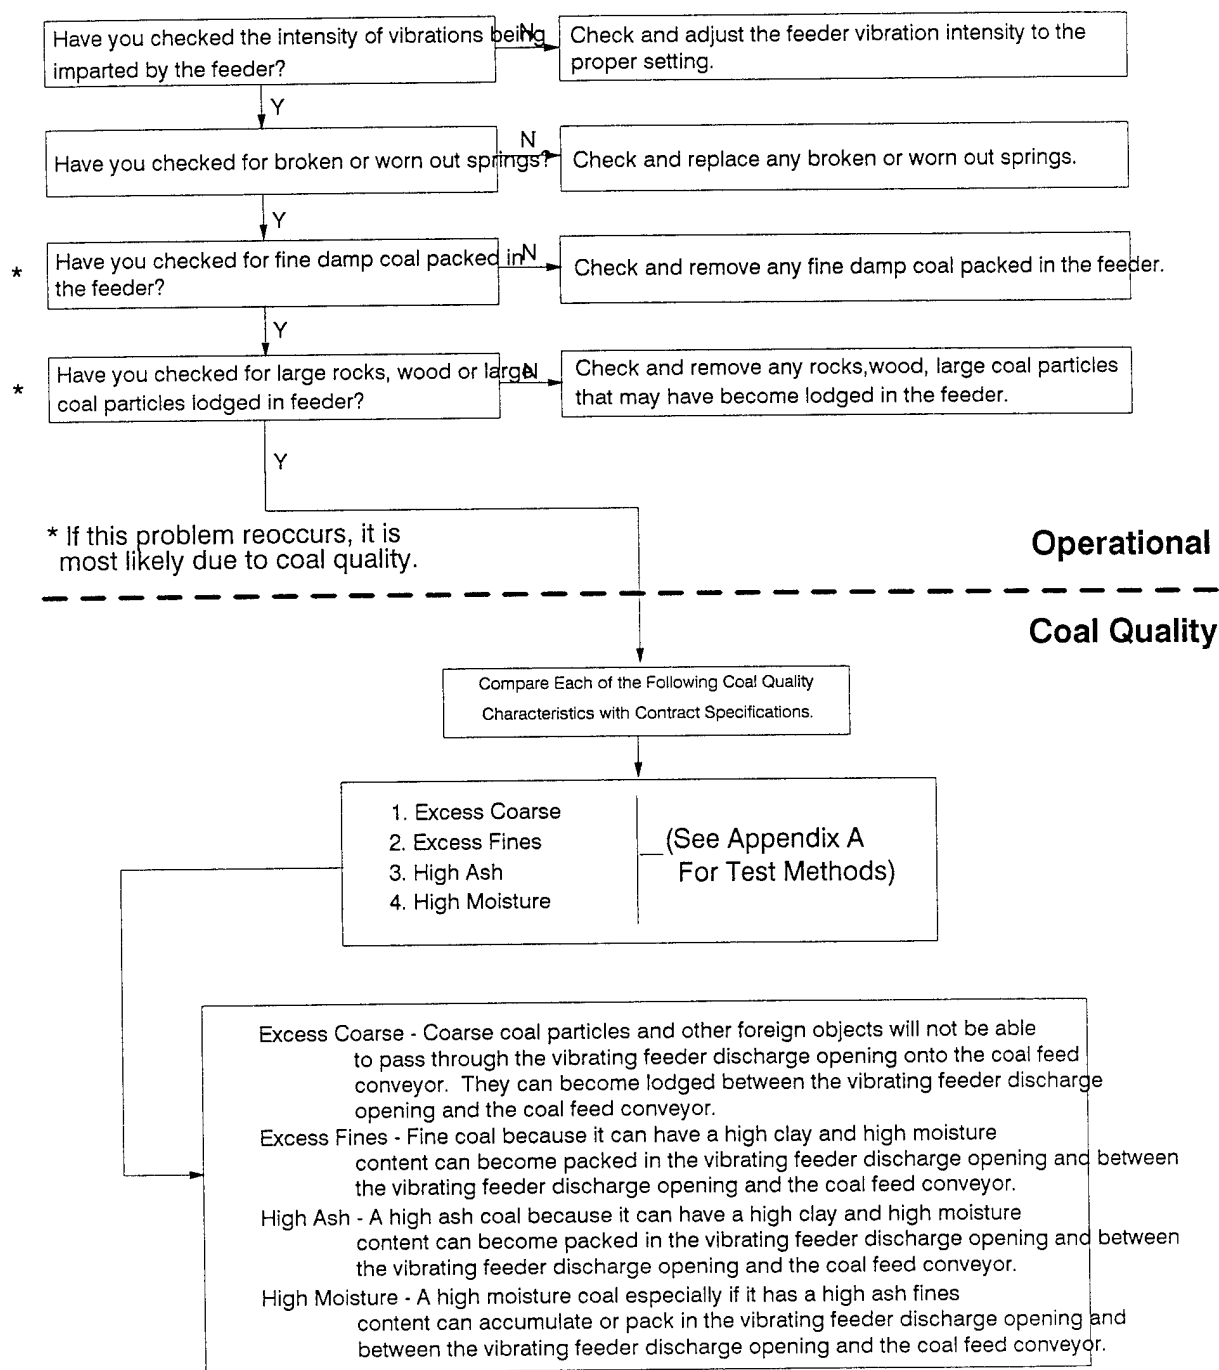 Have you checked the intensity of vibrations being
imparted by the feeder?
N
Check and adjust the feeder vibration intensity to the
proper setting.
Y
Have you checked for broken or worn out springs?
N
Check and replace any broken or worn out springs.
Y
*
Have you checked for fine damp coal packed in
the feeder?
N
Check and remove any fine damp coal packed in the feeder.
Y
*
Have you checked for large rocks, wood or large
coal particles lodged in feeder?
N
Check and remove any rocks,wood, large coal particles
that may have become lodged in the feeder.
Y
* If this problem reoccurs, it is
most likely due to coal quality.
Operational
Coal Quality
Compare Each of the Following Coal Quality
Characteristics with Contract Specifications.
1. Excess Coarse
2. Excess Fines
3. High Ash
4. High Moisture
(See Appendix A
For Test Methods)
Excess Coarse - Coarse coal particles and other foreign objects will not be able
to pass through the vibrating feeder discharge opening onto the coal feed
conveyor. They can become lodged between the vibrating feeder discharge
opening and the coal feed conveyor.
Excess Fines - Fine coal because it can have a high clay and high moisture
content can become packed in the vibrating feeder discharge opening and between
the vibrating feeder discharge opening and the coal feed conveyor.
High Ash - A high ash coal because it can have a high clay and high moisture
content can become packed in the vibrating feeder discharge opening and between
the vibrating feeder discharge opening and the coal feed conveyor.
High Moisture - A high moisture coal especially if it has a high ash fines
content can accumulate or pack in the vibrating feeder discharge opening and
between the vibrating feeder discharge opening and the coal feed conveyor.